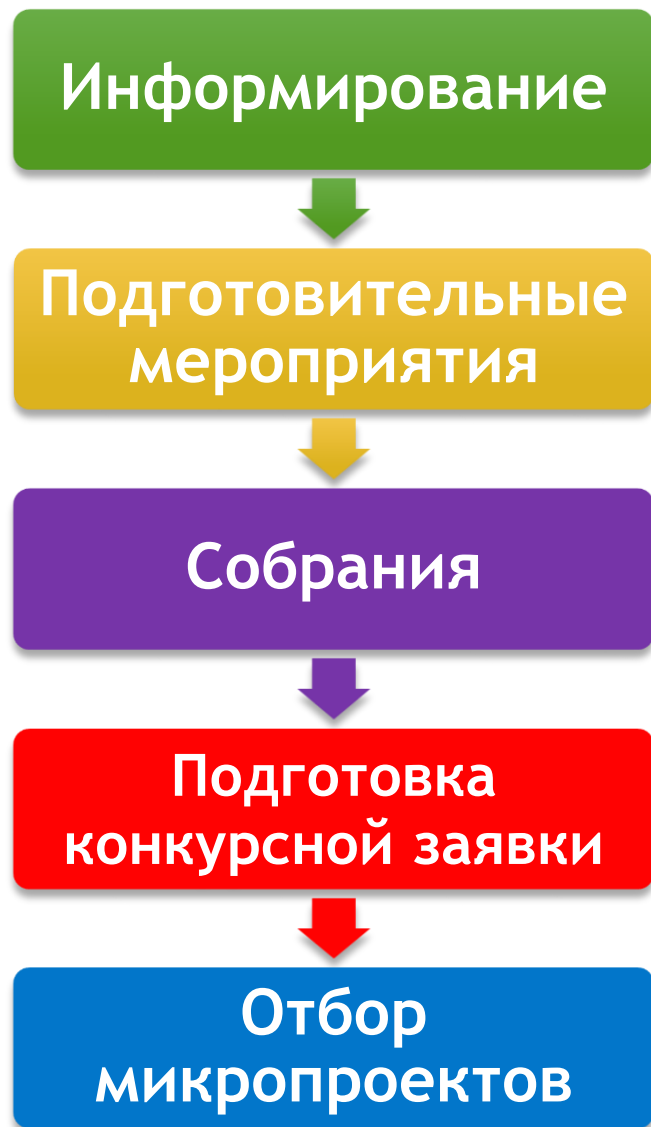 Информирование
Подготовительные
мероприятия
Собрания
Подготовка
конкурсной заявки
Отбор
микропроектов